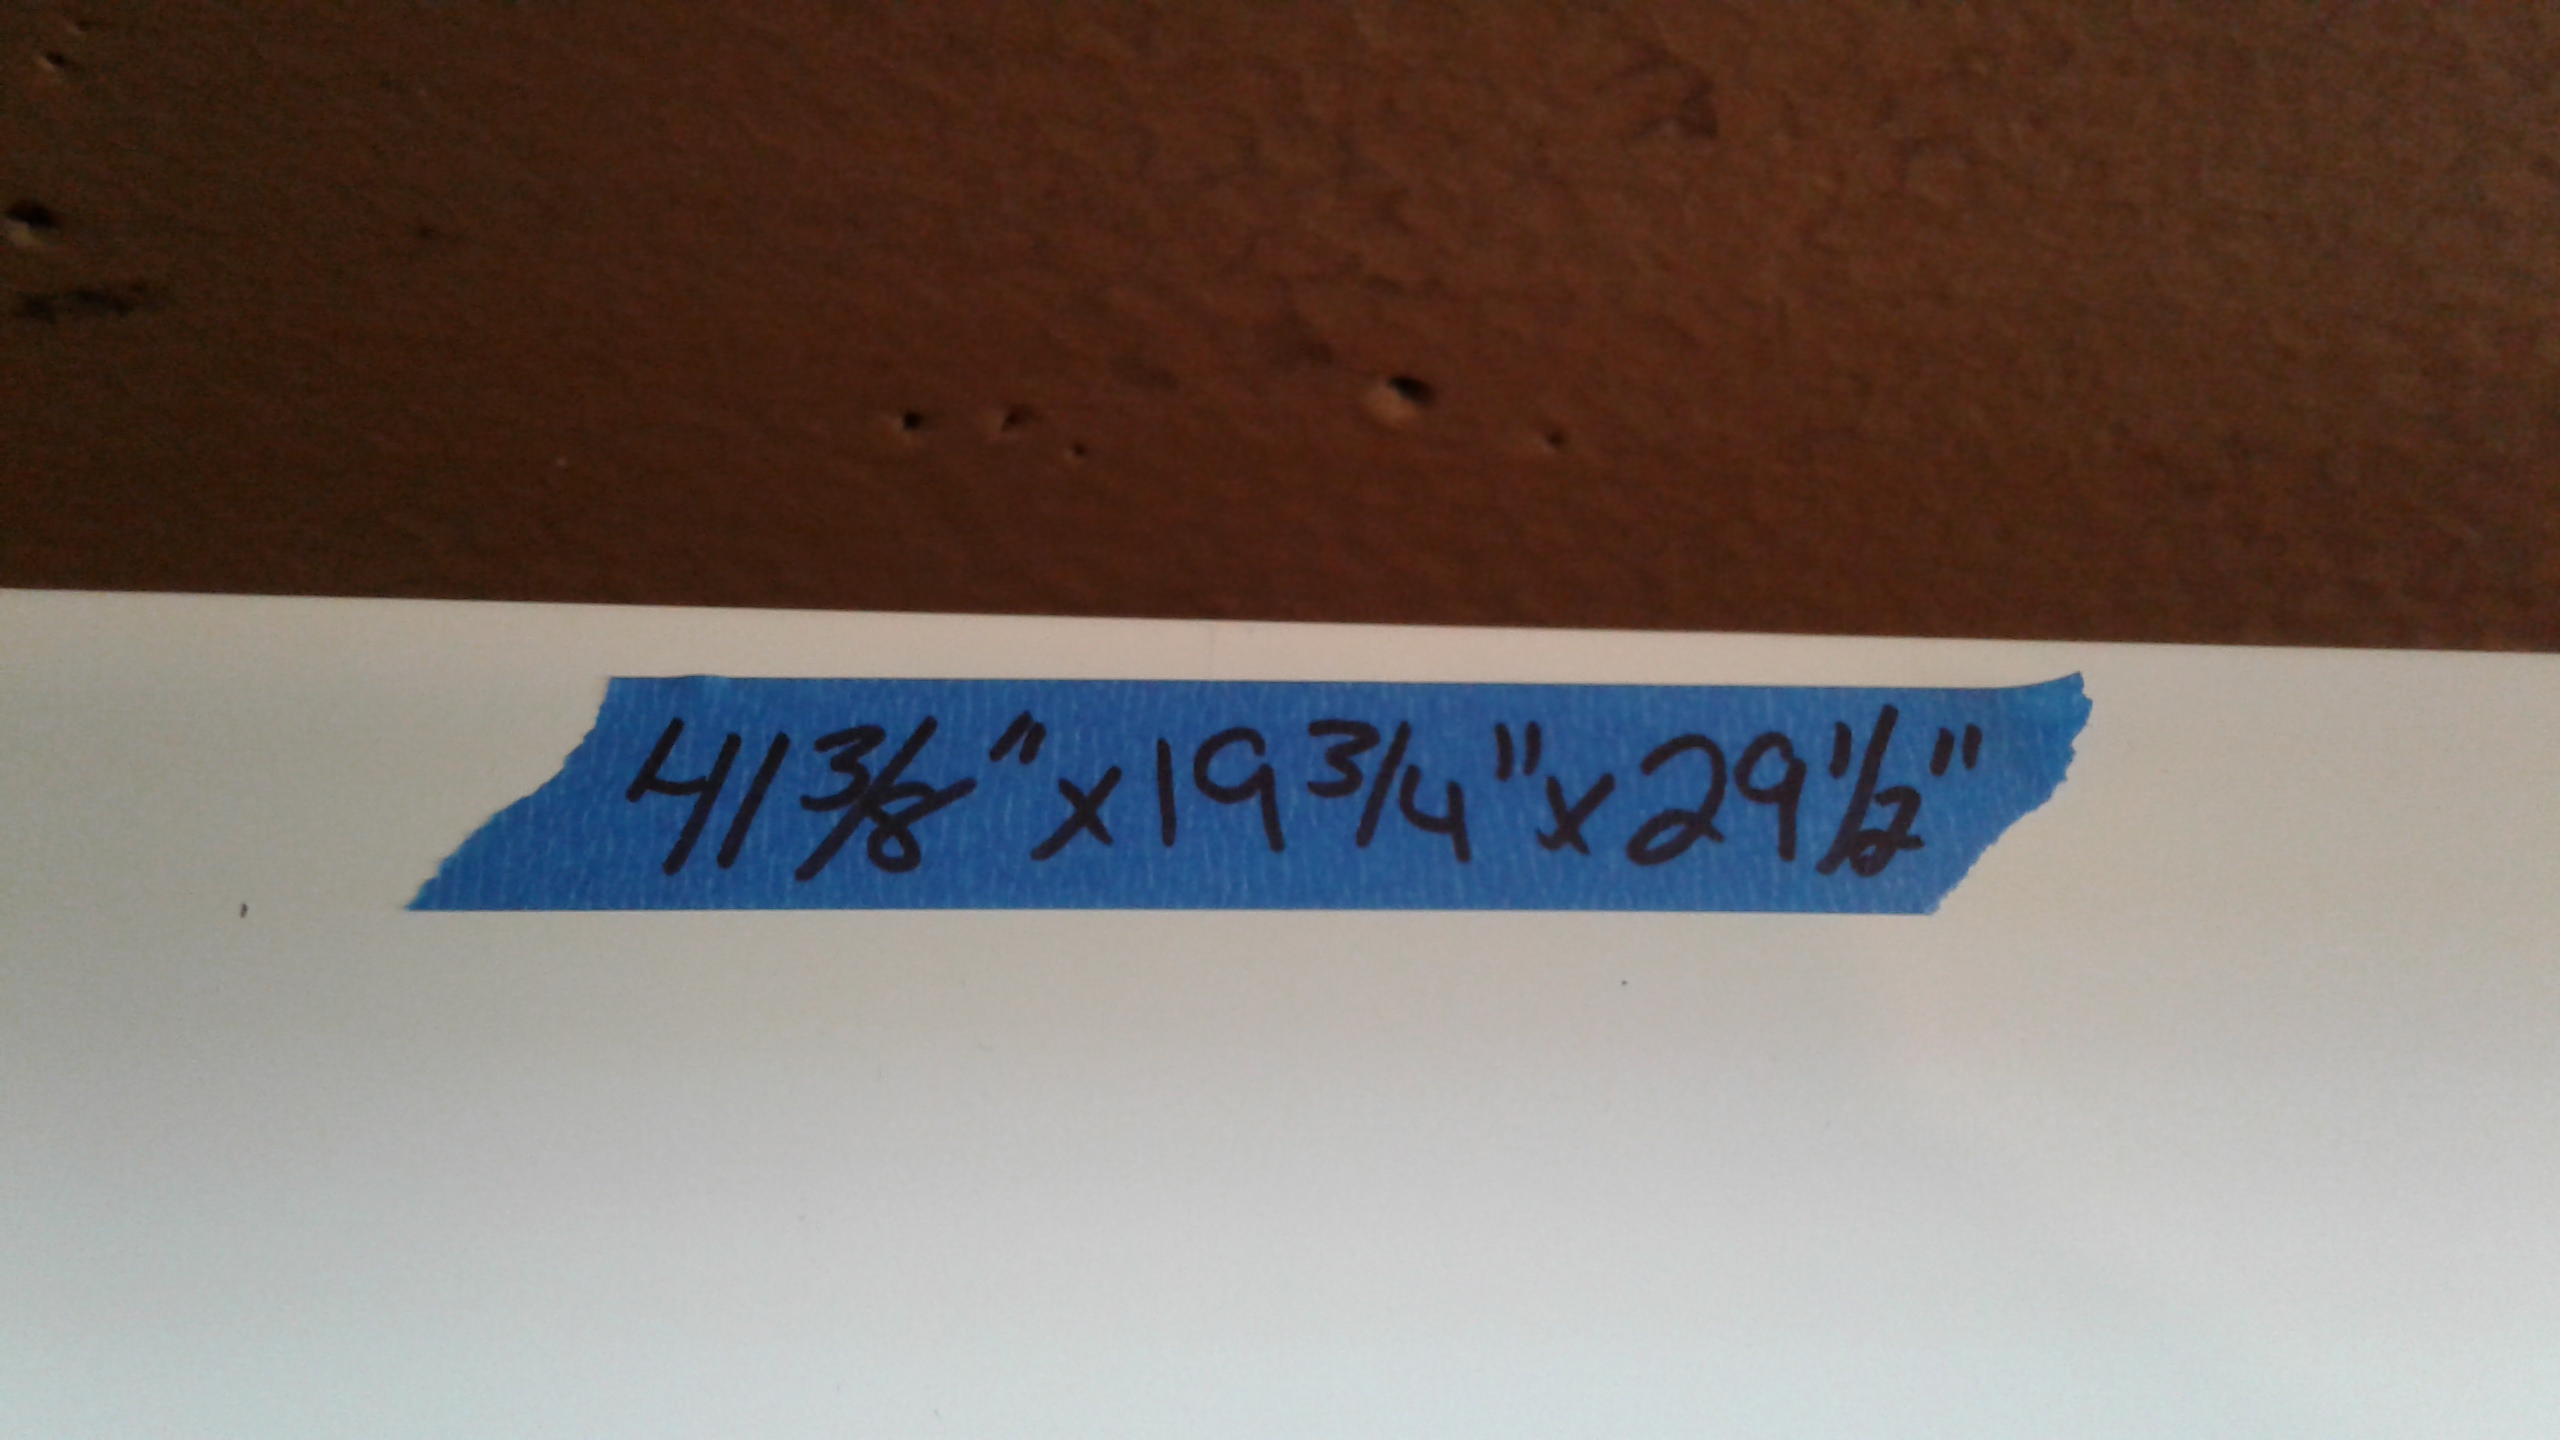 41 3/8" x 19 3/4" x 29 1/2"